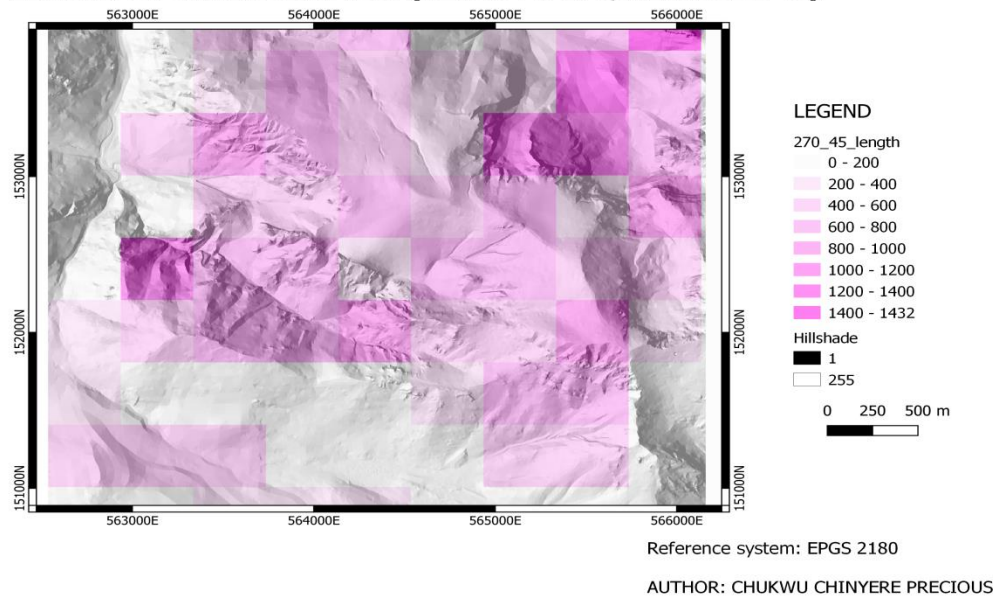 563000E 564000E 565000E 566000E
153000N 153000N
152000N 152000N
151000N 151000N
563000E 564000E 565000E 566000E
LEGEND
270_45_length
0 - 200
200 - 400
400 - 600
600 - 800
800 - 1000
1000 - 1200
1200 - 1400
1400 - 1432
Hillshade
1
255
0 250 500 m
Reference system: EPGS 2180
AUTHOR: CHUKWU CHINYERE PRECIOUS